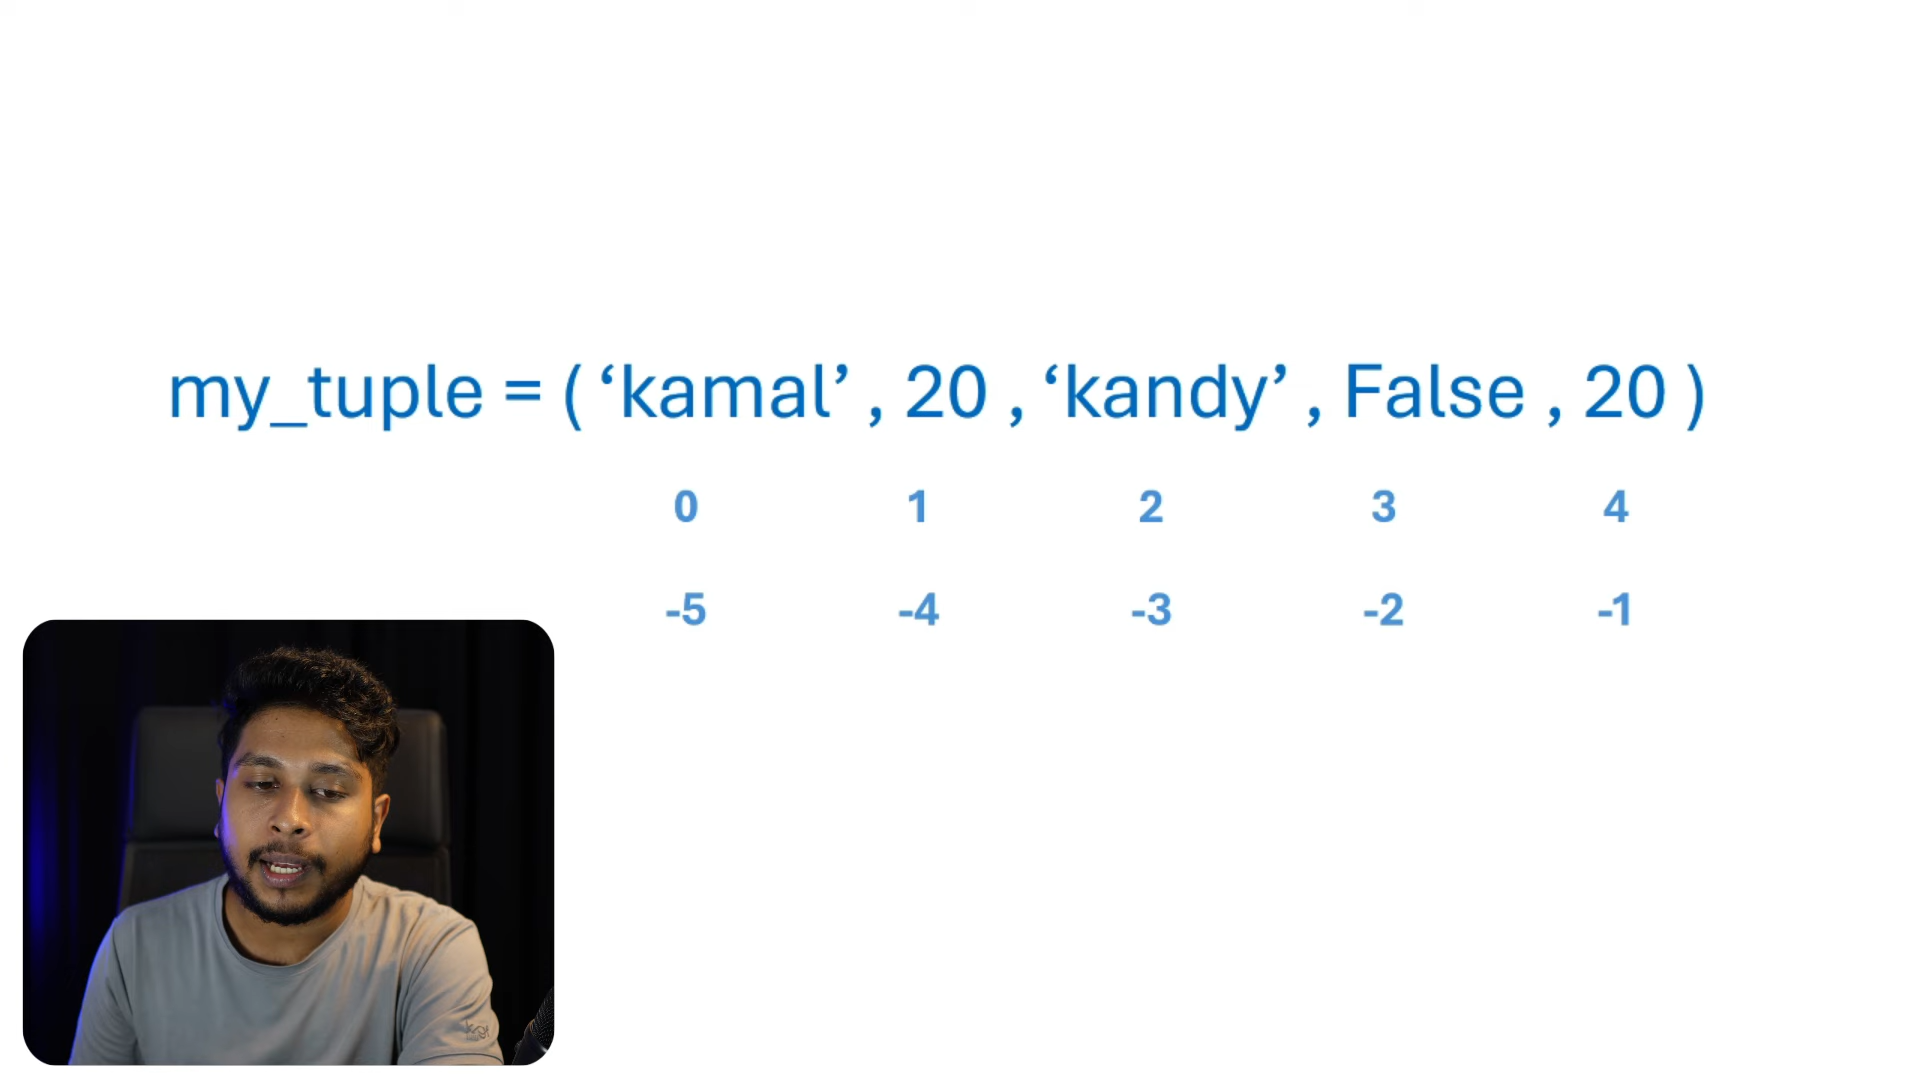 my_tuple = ( ‘kamal’ , 20 , ‘kandy’ , False , 20 )
0 1 2 3 4
-5 -4 -3 -2 -1